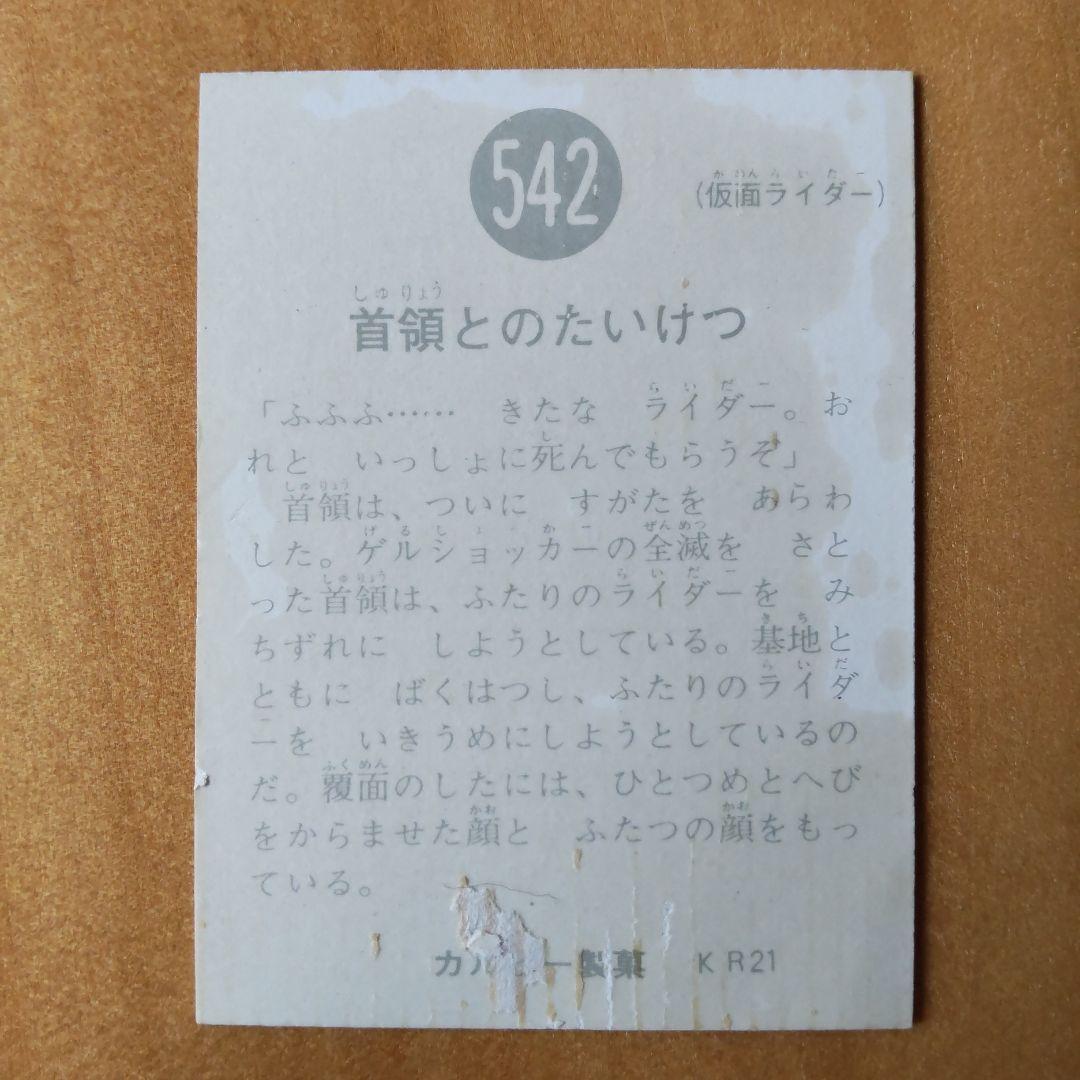 542
(仮面ライダー)
首領とのたいけつ
「ふふふ…… きたな ライダー。お
れと いっしょに死んでもらうぞ」
首領は、ついに すがたを あらわ
した。ゲルショッカーの全滅を さと
った首領は、ふたりのライダーを み
ちずれに しようとしている。基地と
ともに ばくはつし、ふたりのライダ
ーを いきうめにしようとしているの
だ。覆面のしたには、ひとつめとへび
をからませた顔と ふたつの顔をもっ
ている。
カルビー製菓 KR21